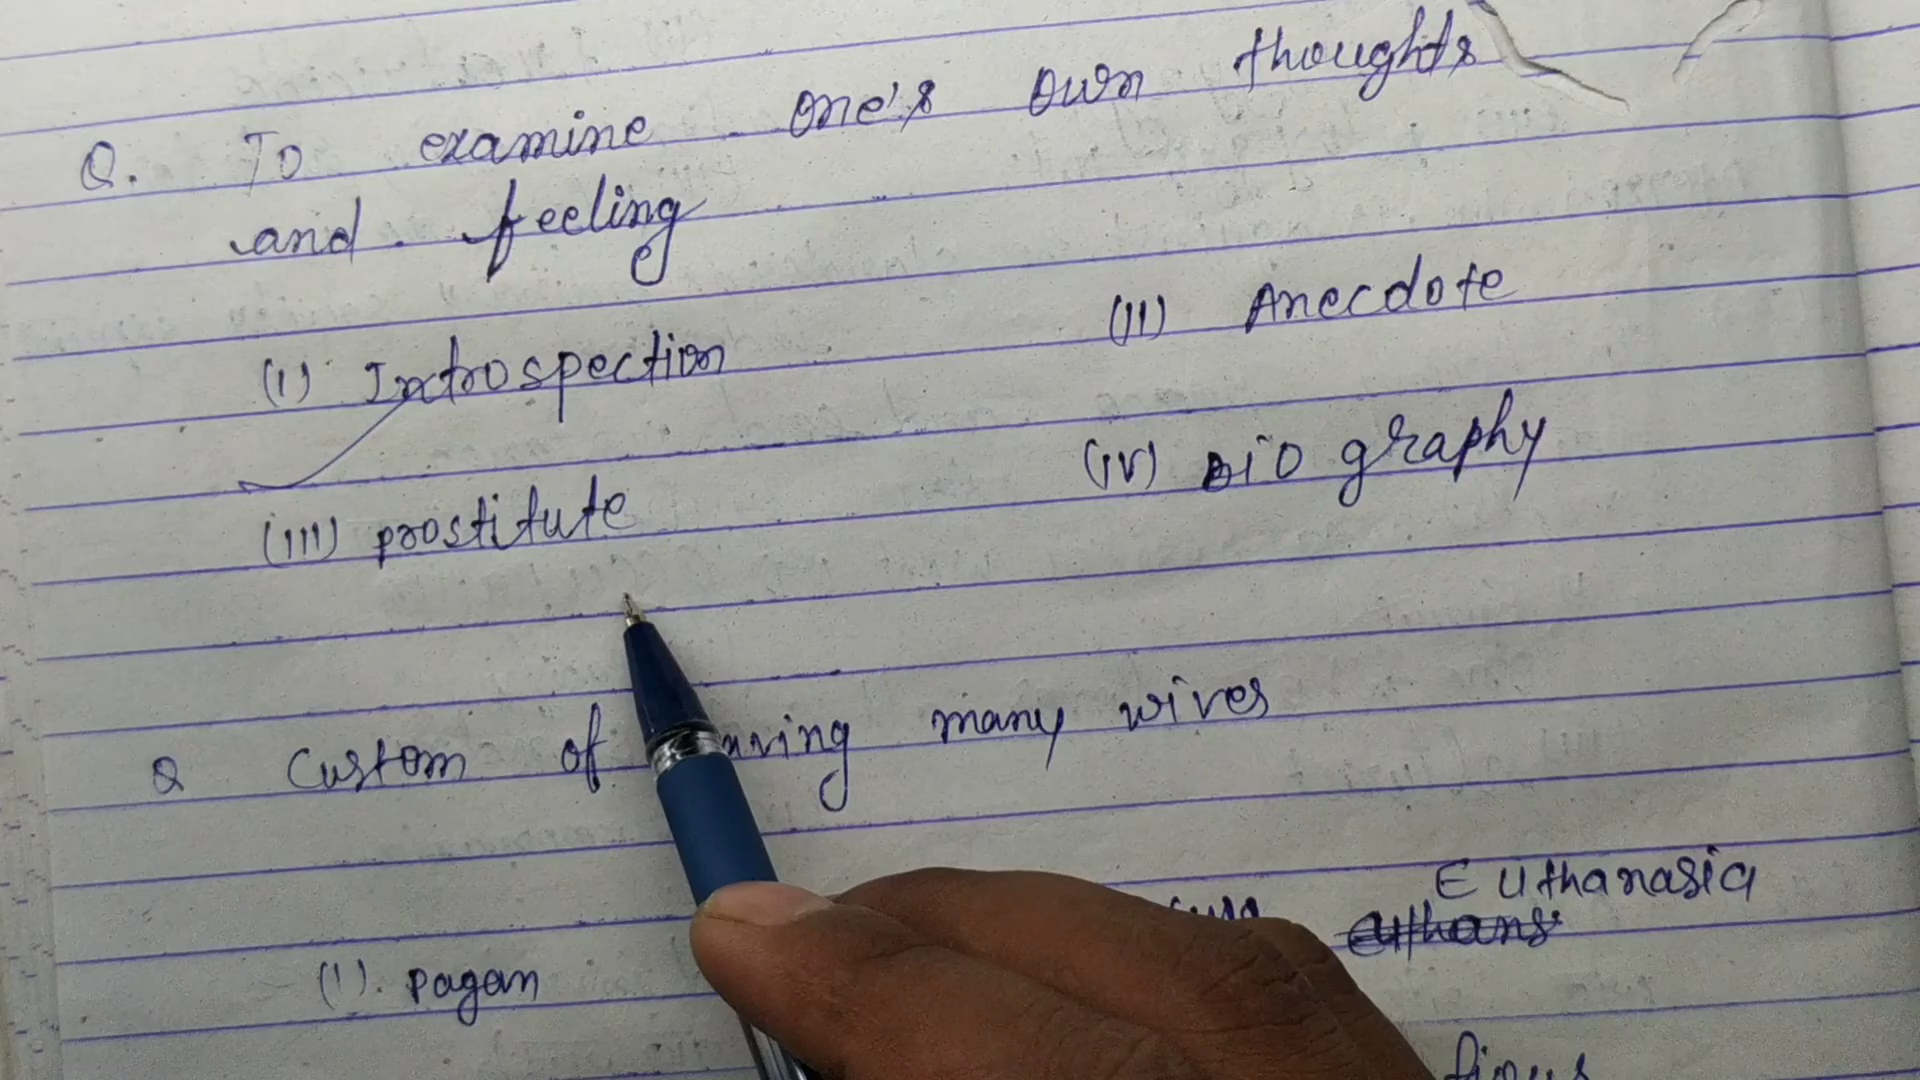 Q. To examine one's own thoughts
and feeling
(I) Introspection (II) Anecdote
(III) prostitute (IV) Biography
Q Custom of many wives
Euthanasia
(1). pagan